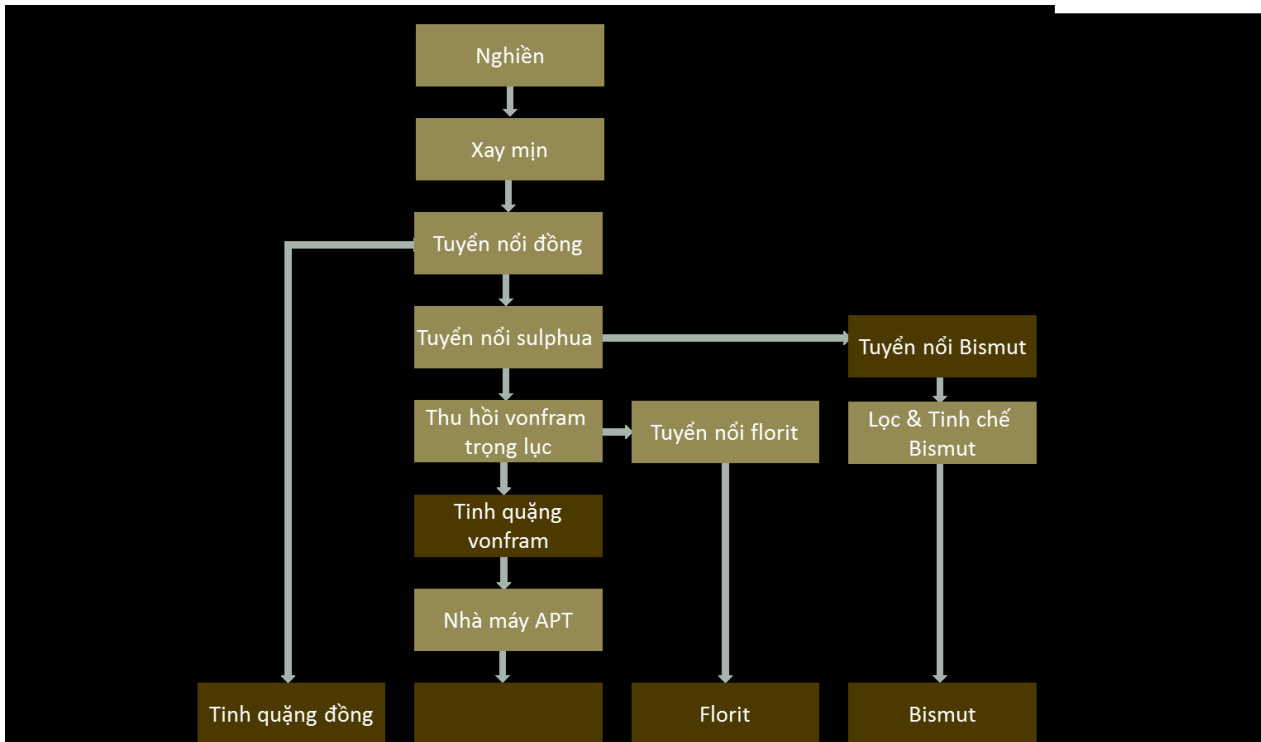 Nghiền
Xay mịn
Tuyển nổi đồng
Tuyển nổi sulphua
Tuyển nổi Bismut
Thu hồi vonfram
trọng lục
Tuyển nổi florit
Lọc & Tinh chế
Bismut
Tinh quặng
vonfram
Nhà máy APT
Tinh quặng đồng
Florit
Bismut